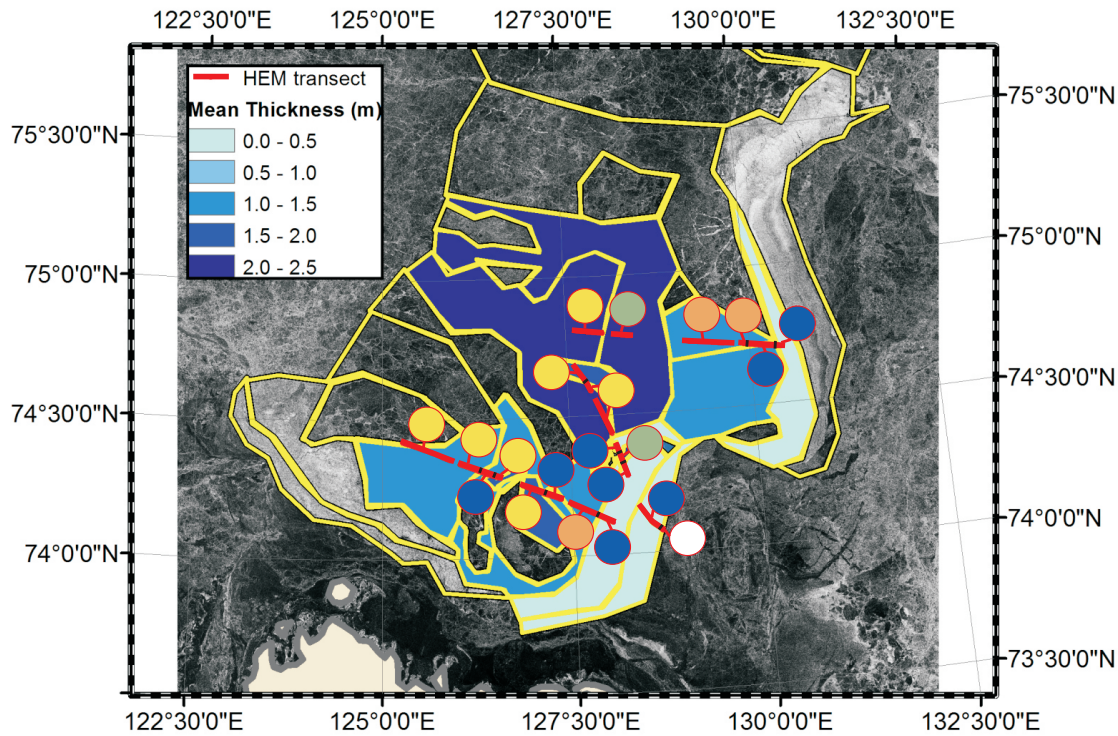 122°30'0"E 125°0'0"E 127°30'0"E 130°0'0"E 132°30'0"E
HEM transect
Mean Thickness (m)
0.0 - 0.5
0.5 - 1.0
1.0 - 1.5
1.5 - 2.0
2.0 - 2.5
75°30'0"N
75°0'0"N
74°30'0"N
74°0'0"N
75°30'0"N
75°0'0"N
74°30'0"N
74°0'0"N
73°30'0"N
122°30'0"E 125°0'0"E 127°30'0"E 130°0'0"E 132°30'0"E